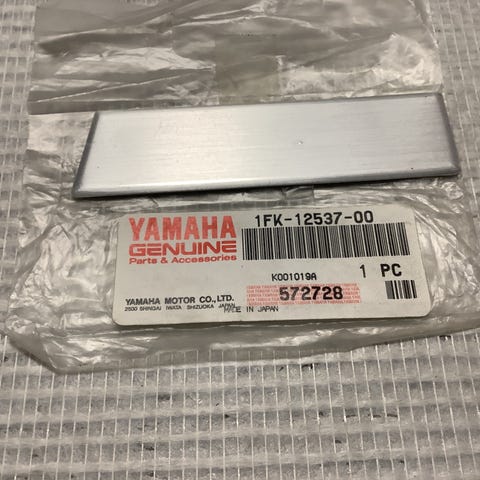 YAMAHA
GENUINE
Parts & Accessories
1FK-12537-00
K001019A
1 PC
572728
YAMAHA MOTOR CO., LTD.
2500 SHINGAI IWATA SHIZUOKA JAPAN
MADE IN JAPAN